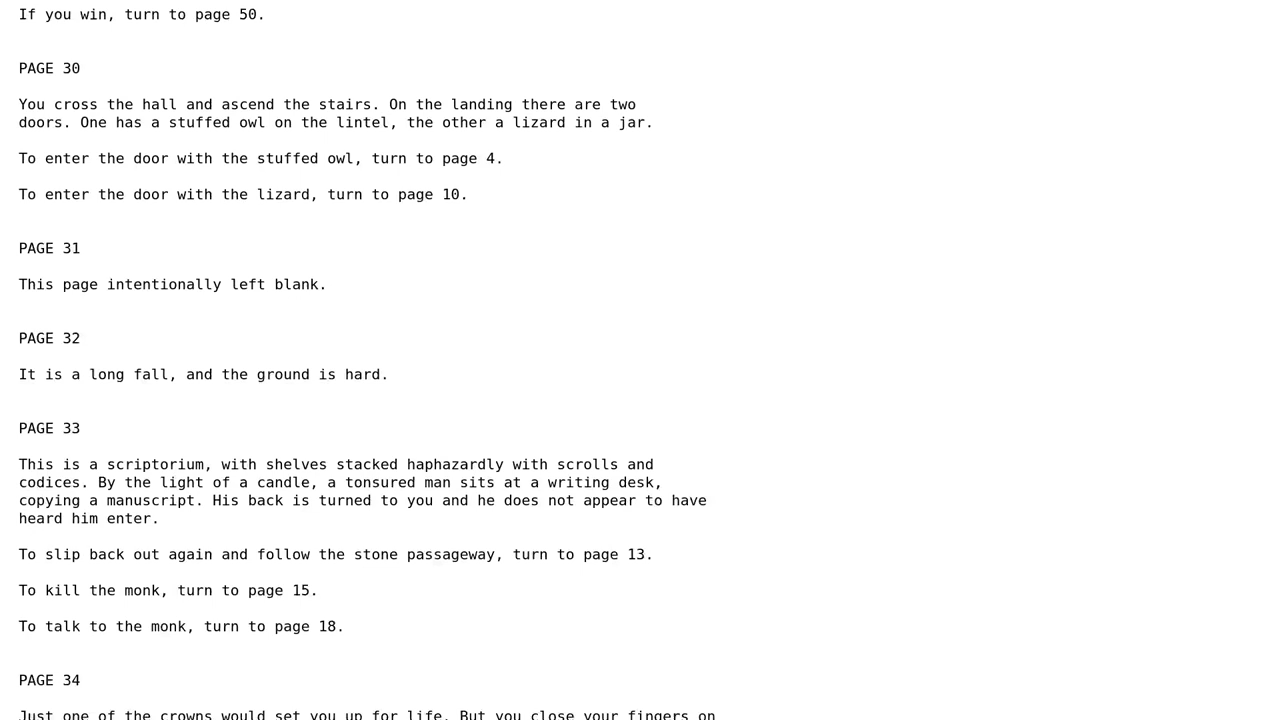 If you win, turn to page 50.
PAGE 30
You cross the hall and ascend the stairs. On the landing there are two
doors. One has a stuffed owl on the lintel, the other a lizard in a jar.
To enter the door with the stuffed owl, turn to page 4.
To enter the door with the lizard, turn to page 10.
PAGE 31
This page intentionally left blank.
PAGE 32
It is a long fall, and the ground is hard.
PAGE 33
This is a scriptorium, with shelves stacked haphazardly with scrolls and
codices. By the light of a candle, a tonsured man sits at a writing desk,
copying a manuscript. His back is turned to you and he does not appear to have
heard him enter.
To slip back out again and follow the stone passageway, turn to page 13.
To kill the monk, turn to page 15.
To talk to the monk, turn to page 18.
PAGE 34
Just one of the crowns would set you up for life. But you close your fingers on